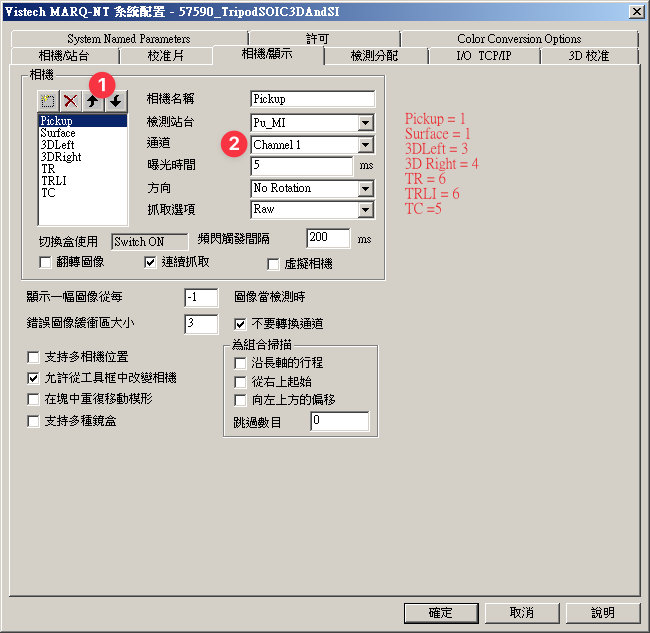 Vistech MARQ-NT 系統配置 - 57590_TripodSOIC3DAndSI
System Named Parameters
許可
Color Conversion Options
相機/站台
校准片
相機/顯示
檢測分配
I/O TCP/IP
3D 校准
相機
1
Pickup
Surface
3DLeft
3DRight
TR
TRLI
TC
相機名稱
Pickup
檢測站台
Pu_MI
通道
2
Channel 1
曝光時間
5
ms
方向
No Rotation
抓取選項
Raw
切換盒使用
Switch ON
頻閃觸發間隔
200
ms
翻轉圖像
連續抓取
虛擬相機
Pickup = 1
Surface = 1
3DLeft = 3
3D Right = 4
TR = 6
TRLI = 6
TC =5
顯示一幅圖像從每
-1
圖像當檢測時
錯誤圖像緩衝區大小
3
不要轉換通道
支持多相機位置
允許從工具框中改變相機
在塊中重復移動模形
支持多種鏡盒
為組合掃描
沿長軸的行程
從右上起始
向左上方的偏移
跳過數目
0
確定
取消
說明